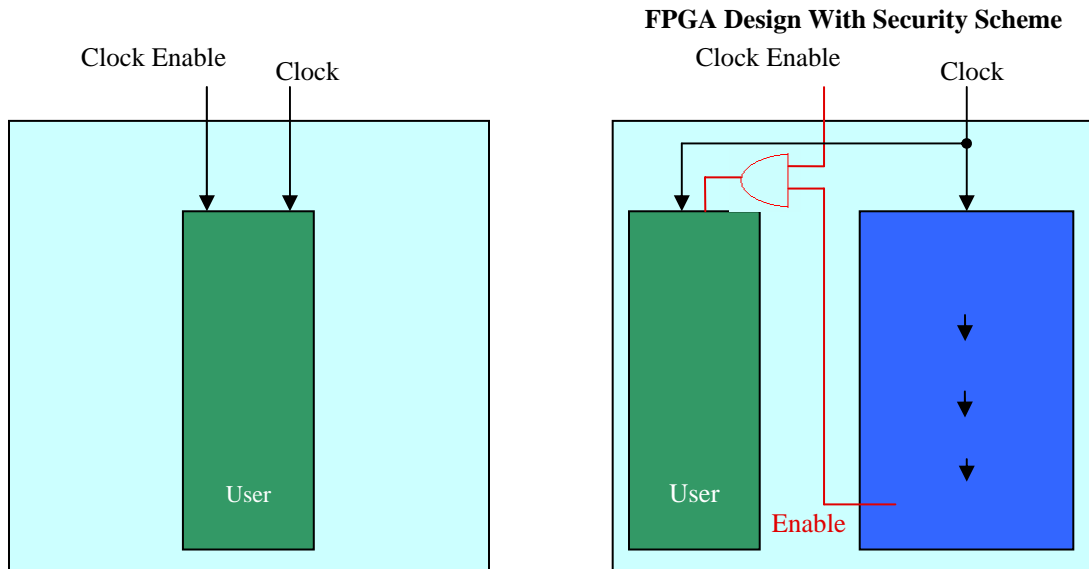 FPGA Design With Security Scheme
Clock Enable
Clock
Clock Enable
Clock
User
User
Enable